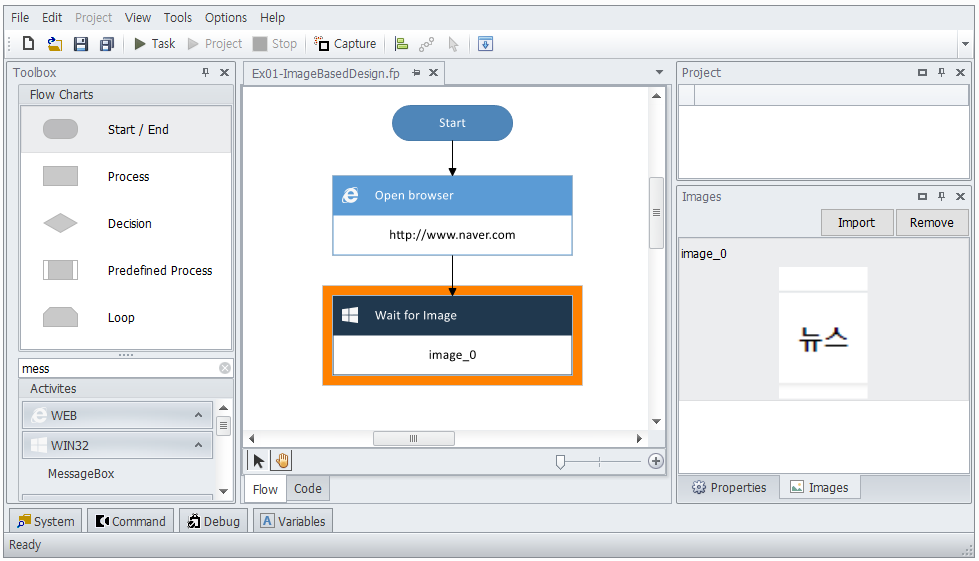 File Edit Project View Tools Options Help
Task Project Stop Capture
Toolbox
Flow Charts
Start / End
Process
Decision
Predefined Process
Loop
mess
Activites
WEB
WIN32
MessageBox
Ex01-ImageBasedDesign.fp
Start
Open browser
http://www.naver.com
Wait for Image
image_0
Flow Code
Project
Images
Import Remove
image_0
뉴스
Properties Images
System Command Debug Variables
Ready